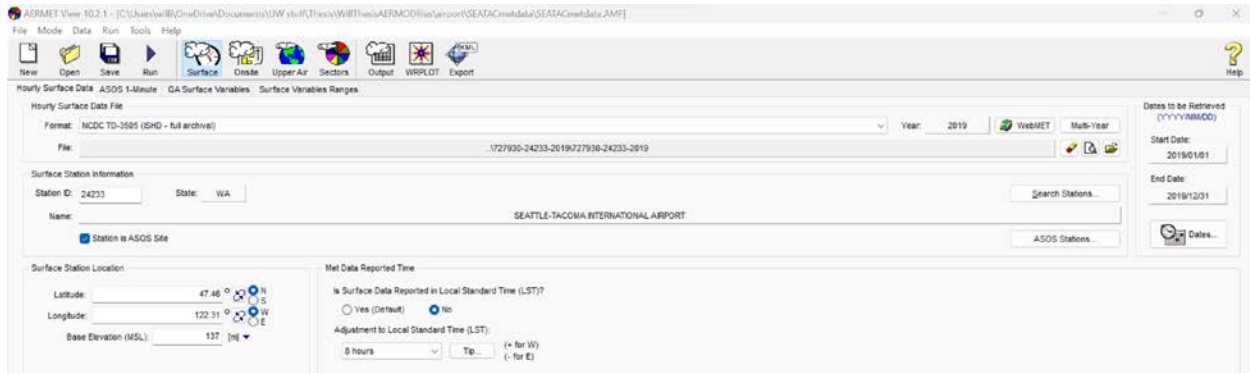 AERMET View 10.2.1 - [C:\Users\willi\OneDrive\Documents\UW stuff\Thesis\WillThesisAERMODfiles\airport\SEATACmetdata\SEATACmetdata.AMF]
File Mode Data Run Tools Help
New Open Save Run Surface Onsite Upper Air Sectors Output WRPLOT Export Help
KML
Hourly Surface Data ASOS 1-Minute QA Surface Variables Surface Variables Ranges
Hourly Surface Data File
Format: NCDC TD-3505 (ISHD - full archival) Year: 2019 WebMET Multi-Year
File: ..\727930-24233-2019\727930-24233-2019
Surface Station Information
Station ID: 24233 State: WA Search Stations...
Name: SEATTLE-TACOMA INTERNATIONAL AIRPORT
Station is ASOS Site ASOS Stations...
Dates to be Retrieved
(YYYY/MM/DD)
Start Date:
2019/01/01
End Date:
2019/12/31
Dates...
Surface Station Location
Latitude: 47.46 ° N S
Longitude: 122.31 ° W E
Base Elevation (MSL): 137 [m]
Met Data Reported Time
Is Surface Data Reported in Local Standard Time (LST)?
Yes (Default) No
Adjustment to Local Standard Time (LST):
8 hours Tip... (+ for W)
(- for E)